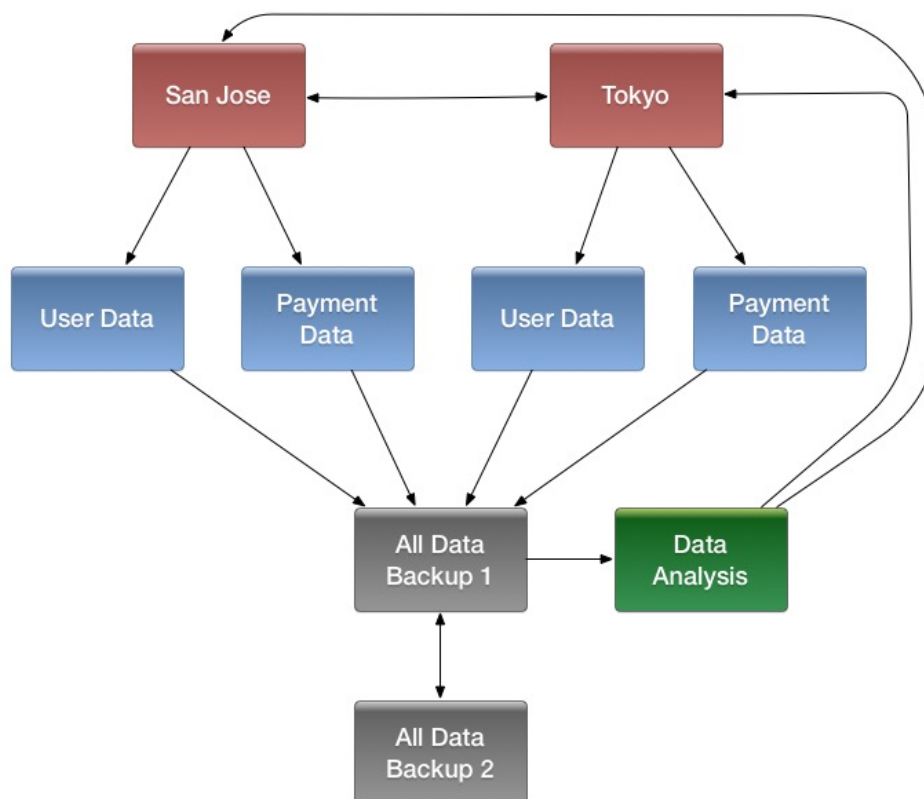 San Jose
Tokyo
User Data
Payment
Data
User Data
Payment
Data
All Data
Backup 1
Data
Analysis
All Data
Backup 2